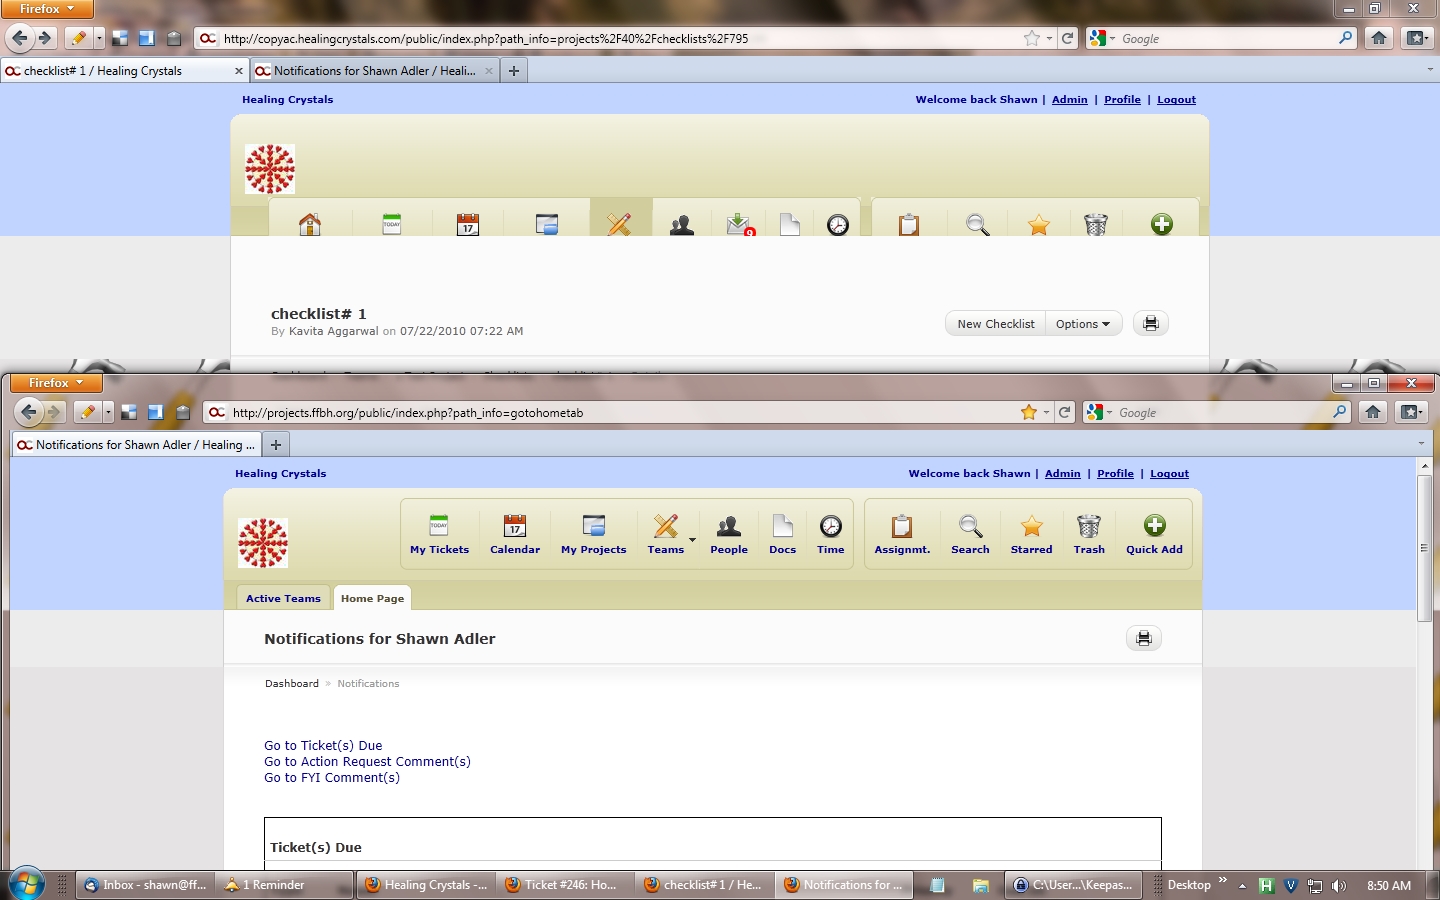 Firefox
http://copyac.healingcrystals.com/public/index.php?path_info=projects%2F40%2Fchecklists%2F795
Google
checklist# 1 / Healing Crystals
Notifications for Shawn Adler / Heali...
Healing Crystals
Welcome back Shawn | Admin | Profile | Logout
TODAY
17
9
checklist# 1
By Kavita Aggarwal on 07/22/2010 07:22 AM
New Checklist
Options
Firefox
http://projects.ffbh.org/public/index.php?path_info=gotohometab
Google
Notifications for Shawn Adler / Healing ...
Healing Crystals
Welcome back Shawn | Admin | Profile | Logout
TODAY
17
My Tickets
Calendar
My Projects
Teams
People
Docs
Time
Assignmt.
Search
Starred
Trash
Quick Add
Active Teams
Home Page
Notifications for Shawn Adler
Dashboard » Notifications
Go to Ticket(s) Due
Go to Action Request Comment(s)
Go to FYI Comment(s)
Ticket(s) Due
Inbox - shawn@ff...
1 Reminder
Healing Crystals -...
Ticket #246: Ho...
checklist# 1 / He...
Notifications for ...
C:\User...\Keepas...
Desktop
8:50 AM